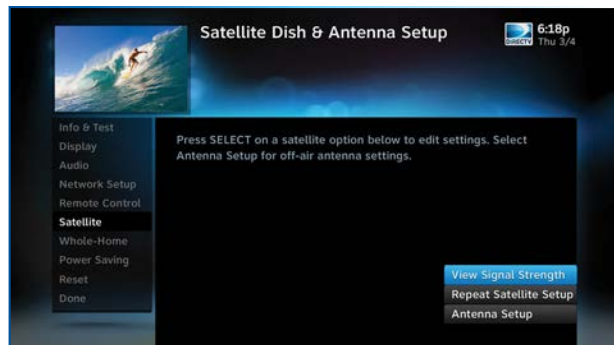 Satellite Dish & Antenna Setup
DIRECTV
6:18p
Thu 3/4
Info & Test
Display
Audio
Network Setup
Remote Control
Satellite
Whole-Home
Power Saving
Reset
Done
Press SELECT on a satellite option below to edit settings. Select
Antenna Setup for off-air antenna settings.
View Signal Strength
Repeat Satellite Setup
Antenna Setup